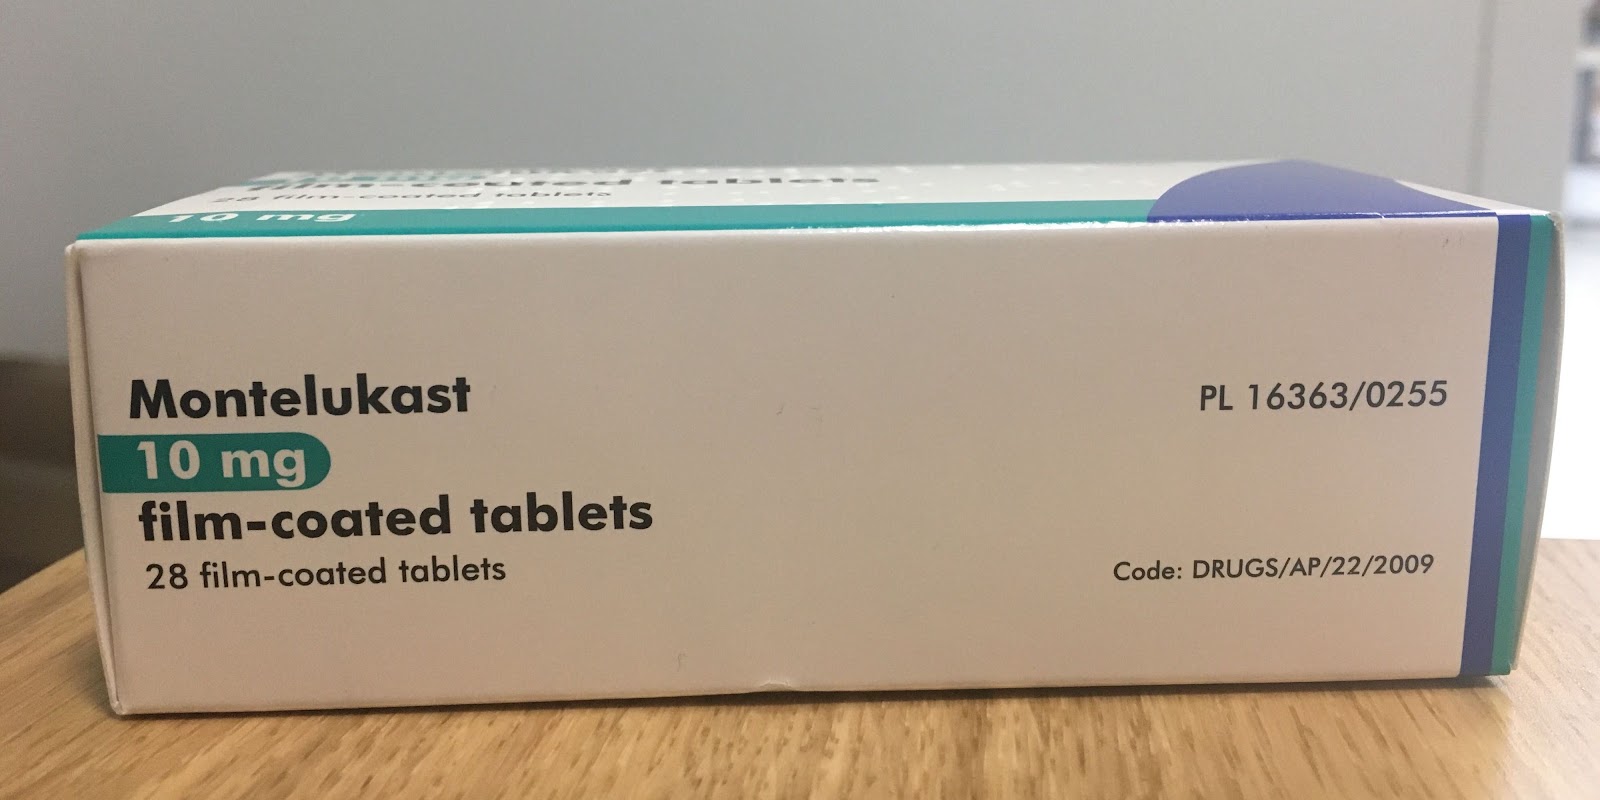 film-coated tablets
28 film-coated tablets
10 mg
Montelukast
10 mg
film-coated tablets
28 film-coated tablets
PL 16363/0255
Code: DRUGS/AP/22/2009